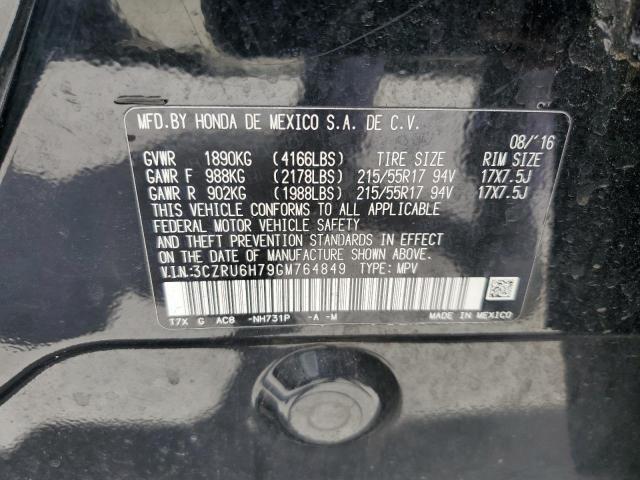 MFD.BY HONDA DE MEXICO S.A. DE C.V.
08/'16
GVWR 1890KG (4166LBS) TIRE SIZE RIM SIZE
GAWR F 988KG (2178LBS) 215/55R17 94V 17X7.5J
GAWR R 902KG (1988LBS) 215/55R17 94V 17X7.5J
THIS VEHICLE CONFORMS TO ALL APPLICABLE
FEDERAL MOTOR VEHICLE SAFETY
AND THEFT PREVENTION STANDARDS IN EFFECT
ON THE DATE OF MANUFACTURE SHOWN ABOVE.
V.I.N.:3CZRU6H79GM764849 TYPE: MPV
T7X G AC8 -NH731P -A -M MADE IN MEXICO